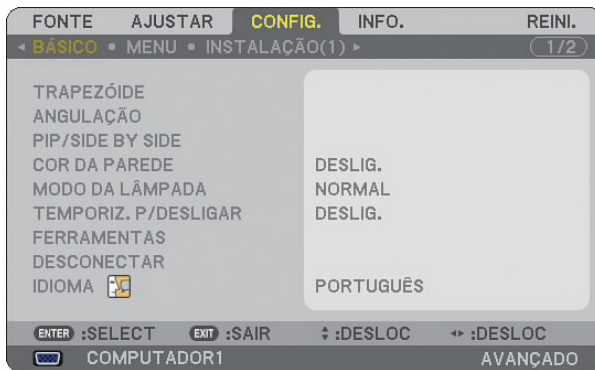 FONTE AJUSTAR CONFIG. INFO. REINI.
BÁSICO • MENU • INSTALAÇÃO(1) 1/2
TRAPEZÓIDE
ANGULAÇÃO
PIP/SIDE BY SIDE
COR DA PAREDE DESLIG.
MODO DA LÂMPADA NORMAL
TEMPORIZ. P/DESLIGAR DESLIG.
FERRAMENTAS
DESCONECTAR
IDIOMA PORTUGUÊS
ENTER :SELECT EXIT :SAIR :DESLOC :DESLOC
COMPUTADOR1 AVANÇADO